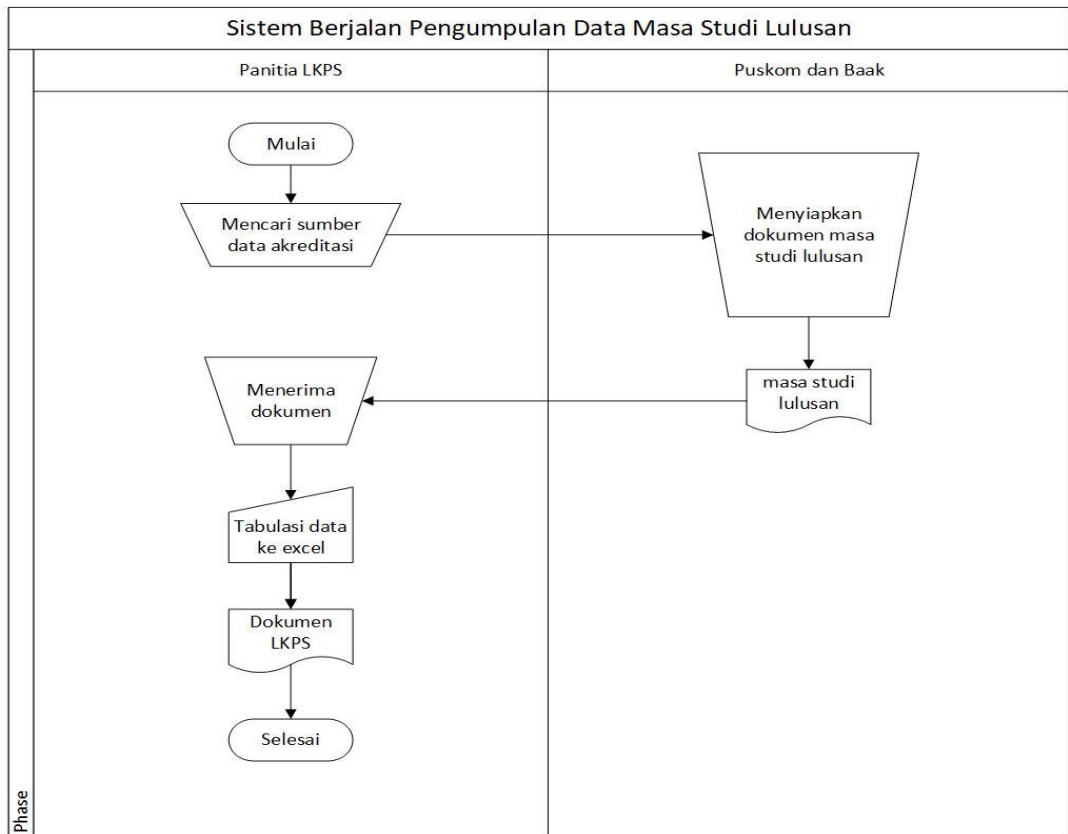 Sistem Berjalan Pengumpulan Data Masa Studi Lulusan
Panitia LKPS
Puskom dan Baak
Mulai
Mencari sumber
data akreditasi
Menyiapkan
dokumen masa
studi lulusan
masa studi
lulusan
Menerima
dokumen
Tabulasi data
ke excel
Dokumen
LKPS
Selesai
Phase